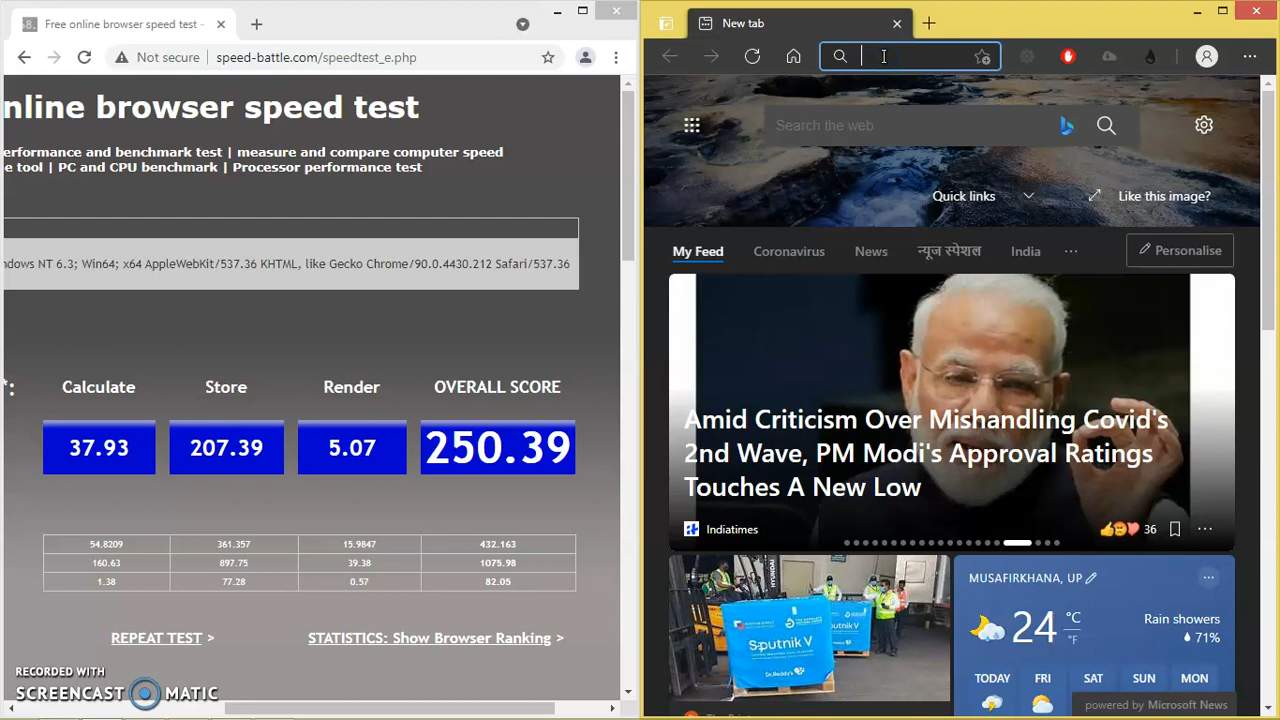 Free online browser speed test -
Not secure
speed-battle.com/speedtest_e.php
nline browser speed test
erformance and benchmark test | measure and compare computer speed
e tool | PC and CPU benchmark | Processor performance test
ndows NT 6.3; Win64; x64 AppleWebKit/537.36 KHTML, like Gecko Chrome/90.0.4430.212 Safari/537.36
*: Calculate Store Render OVERALL SCORE
37.93 207.39 5.07 250.39
54.8209 361.357 15.9847 432.163
160.63 897.75 39.38 1075.98
1.38 77.28 0.57 82.05
REPEAT TEST > STATISTICS: Show Browser Ranking >
RECORDED WITH
SCREENCAST MATIC
New tab
Search the web
Quick links
Like this image?
My Feed Coronavirus News न्यूज स्पेशल India ... Personalise
Amid Criticism Over Mishandling Covid's
2nd Wave, PM Modi's Approval Ratings
Touches A New Low
Indiatimes
36
HYUNDAI
Sputnik V
Dr.Reddy's
MUSAFIRKHANA, UP
24 °C
°F
Rain showers
71%
TODAY FRI SAT SUN MON
powered by Microsoft News